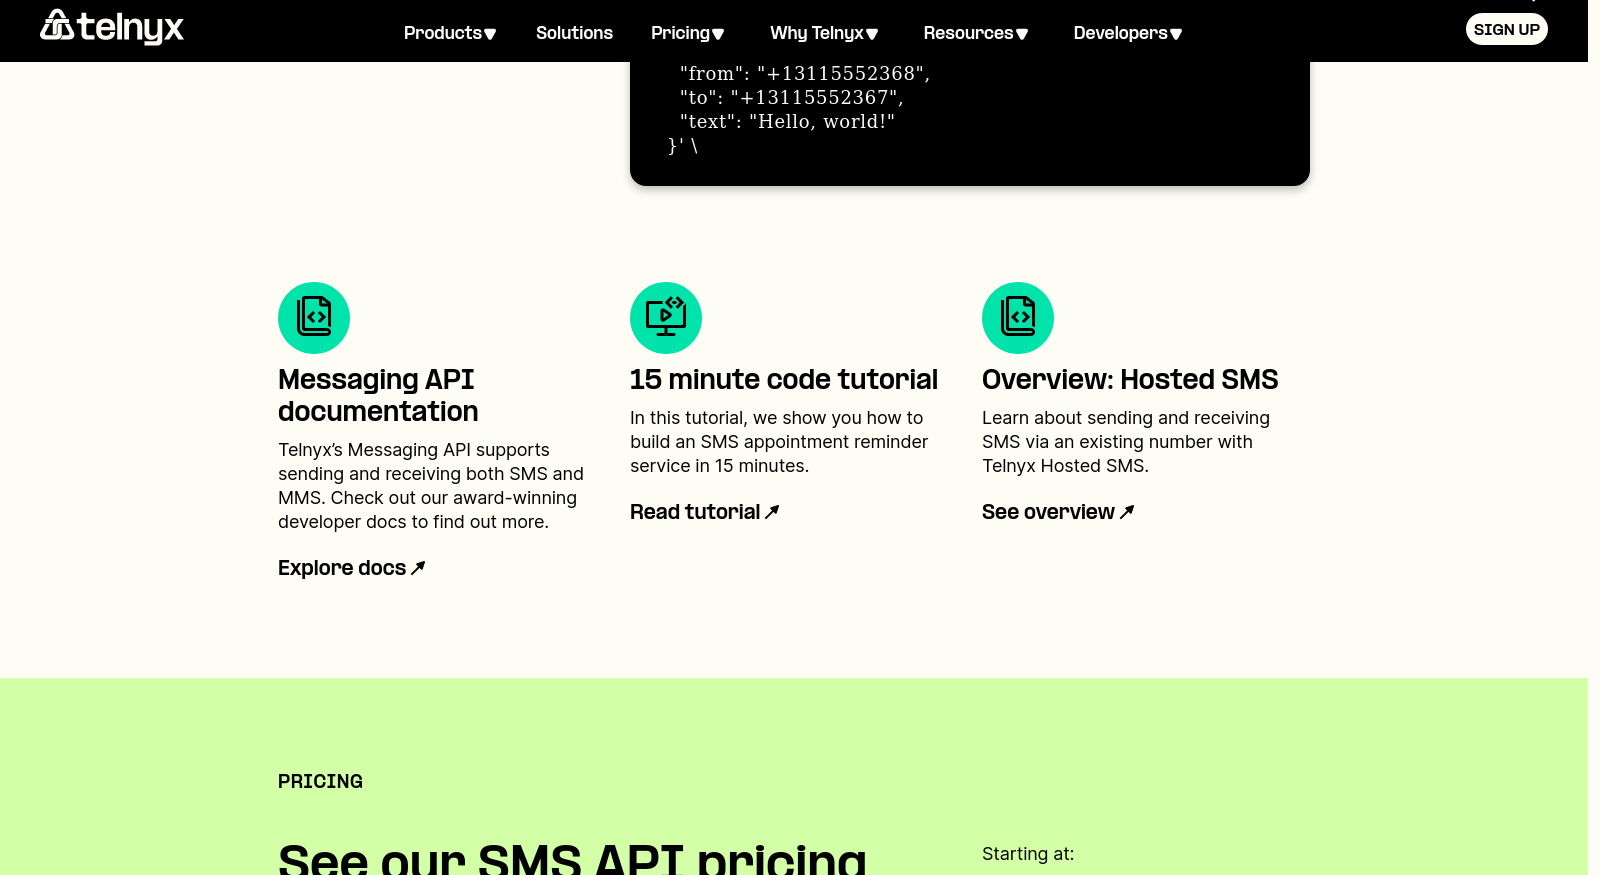 telnyx
Products Solutions Pricing Why Telnyx Resources Developers
SIGN UP
"from": "+13115552368",
"to": "+13115552367",
"text": "Hello, world!"
}' \
Messaging API
documentation
Telnyx’s Messaging API supports
sending and receiving both SMS and
MMS. Check out our award-winning
developer docs to find out more.
Explore docs
15 minute code tutorial
In this tutorial, we show you how to
build an SMS appointment reminder
service in 15 minutes.
Read tutorial
Overview: Hosted SMS
Learn about sending and receiving
SMS via an existing number with
Telnyx Hosted SMS.
See overview
PRICING
See our SMS API pricing
Starting at: